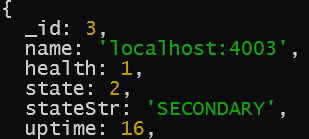 {
_id: 3,
name: 'localhost:4003',
health: 1,
state: 2,
stateStr: 'SECONDARY',
uptime: 16,